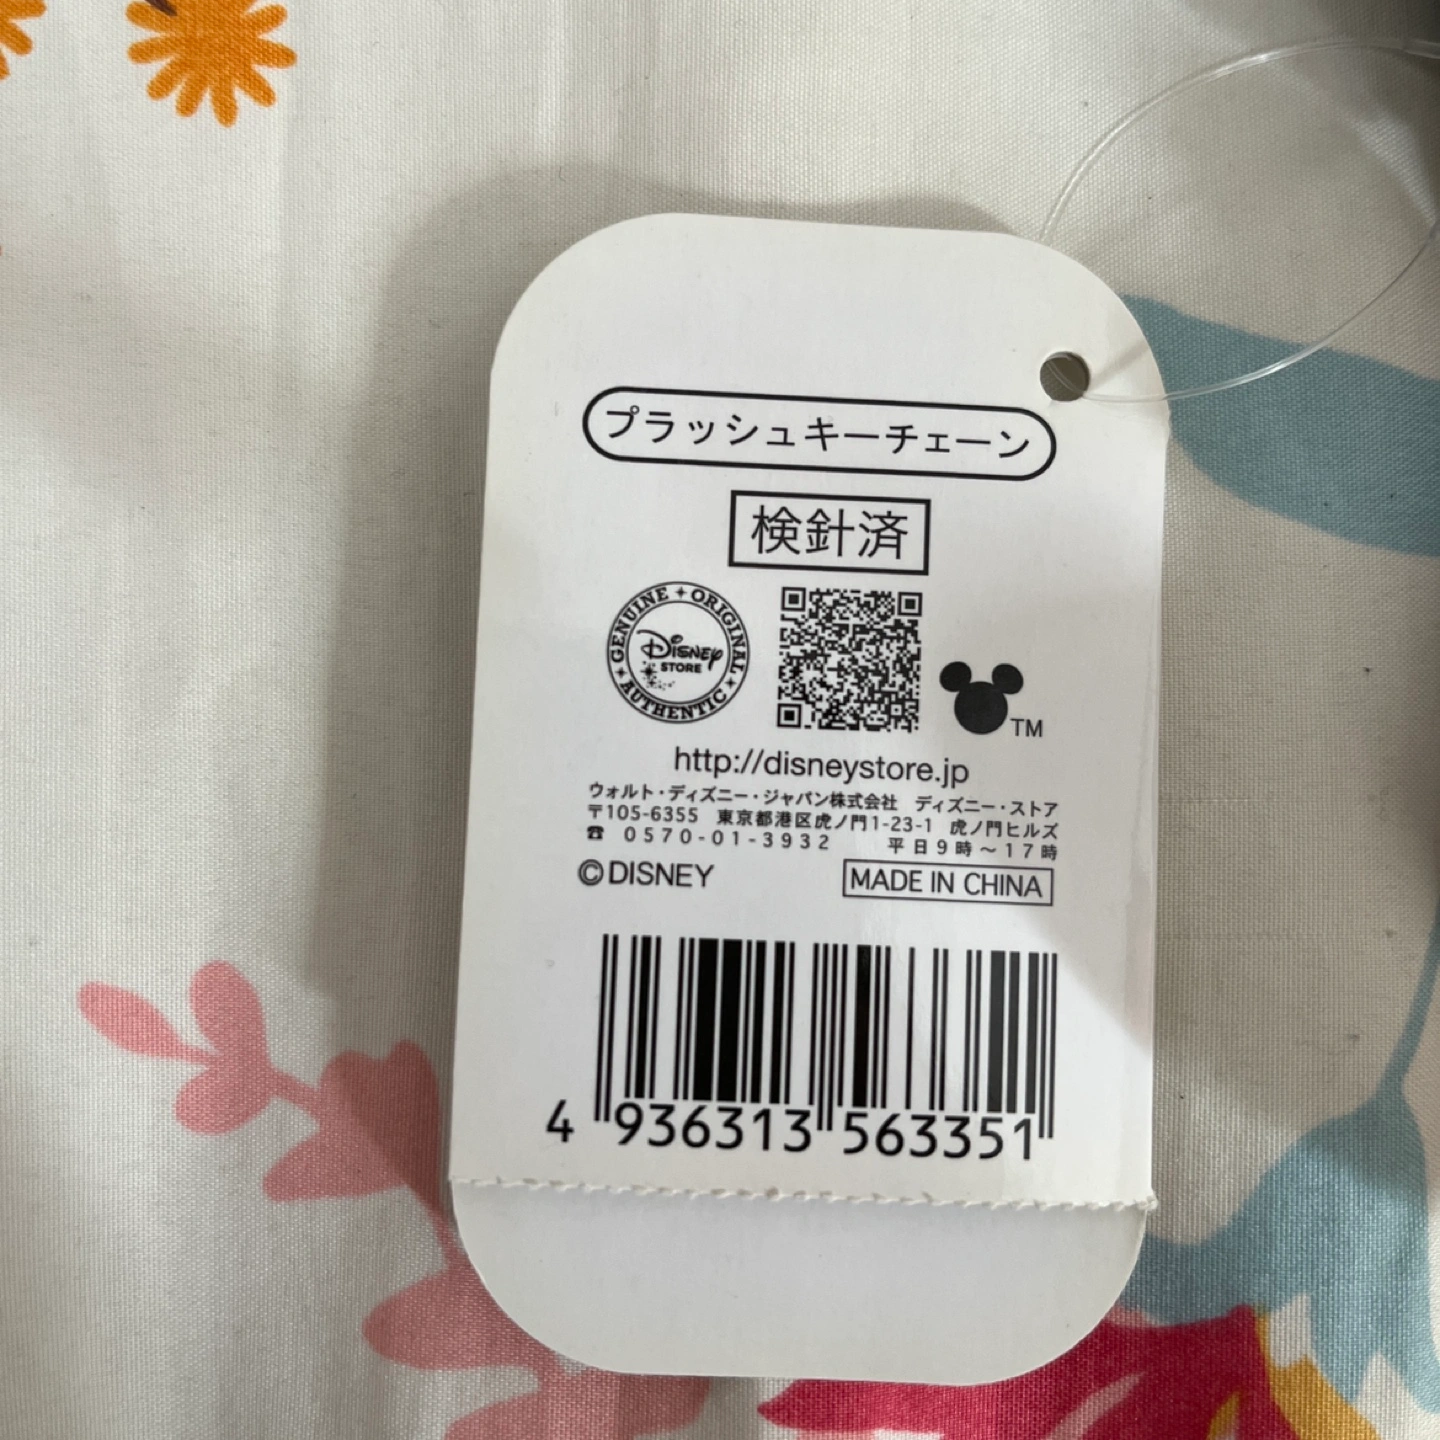 プラッシュキーチェーン
検針済
GENUINE ✦ ORIGINAL ✦ AUTHENTIC ✦
Disney
STORE
TM
http://disneystore.jp
ウォルト・ディズニー・ジャパン株式会社 ディズニー・ストア
〒105-6355 東京都港区虎ノ門1-23-1 虎ノ門ヒルズ
☎ 0570-01-3932 平日9時～17時
©DISNEY MADE IN CHINA
4 936313 563351